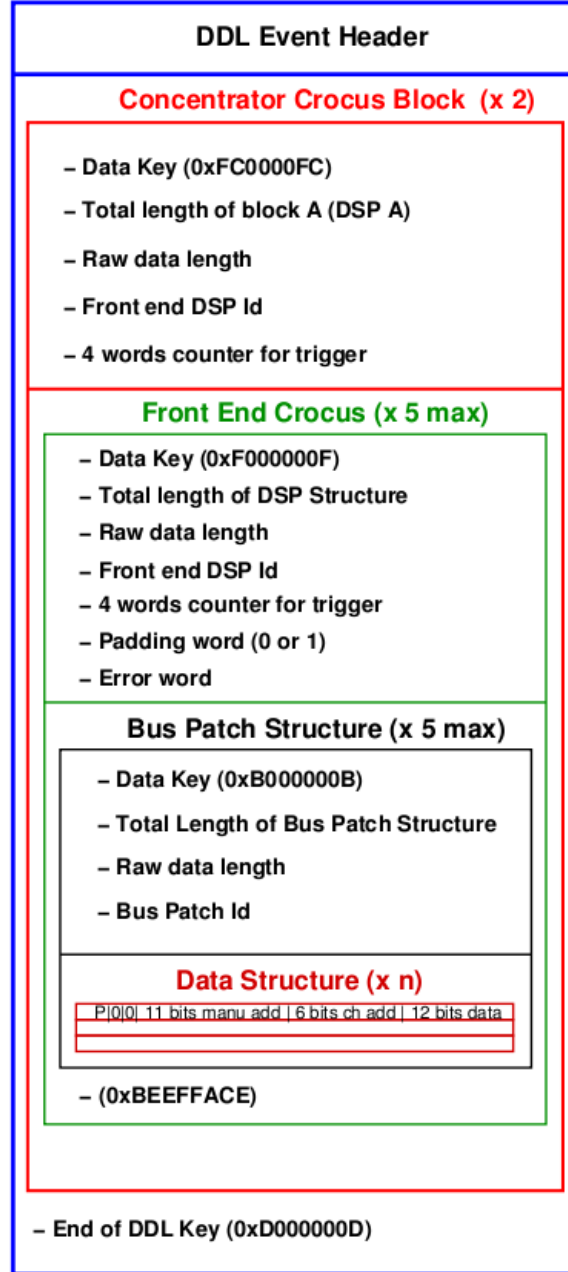 DDL Event Header
Concentrator Crocus Block (x 2)
– Data Key (0xFC0000FC)
– Total length of block A (DSP A)
– Raw data length
– Front end DSP Id
– 4 words counter for trigger
Front End Crocus (x 5 max)
– Data Key (0xF000000F)
– Total length of DSP Structure
– Raw data length
– Front end DSP Id
– 4 words counter for trigger
– Padding word (0 or 1)
– Error word
Bus Patch Structure (x 5 max)
– Data Key (0xB000000B)
– Total Length of Bus Patch Structure
– Raw data length
– Bus Patch Id
Data Structure (x n)
P|0|0| 11 bits manu add | 6 bits ch add | 12 bits data
– (0xBEEFFACE)
– End of DDL Key (0xD000000D)